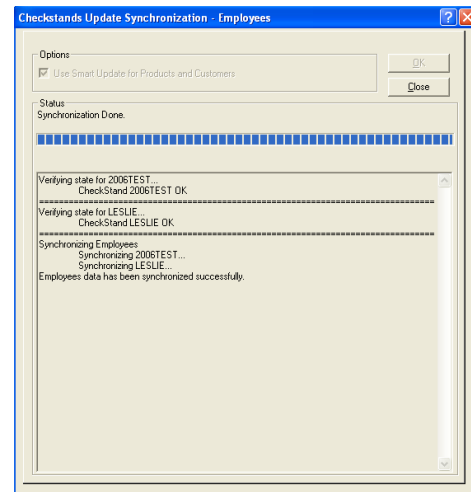 Checkstands Update Synchronization - Employees
Options
Use Smart Update for Products and Customers
OK
Close
Status
Synchronization Done.
Verifying state for 2006TEST...
CheckStand 2006TEST OK
================================================================================
Verifying state for LESLIE...
CheckStand LESLIE OK
================================================================================
Synchronizing Employees
Synchronizing 2006TEST...
Synchronizing LESLIE...
Employees data has been synchronized successfully.